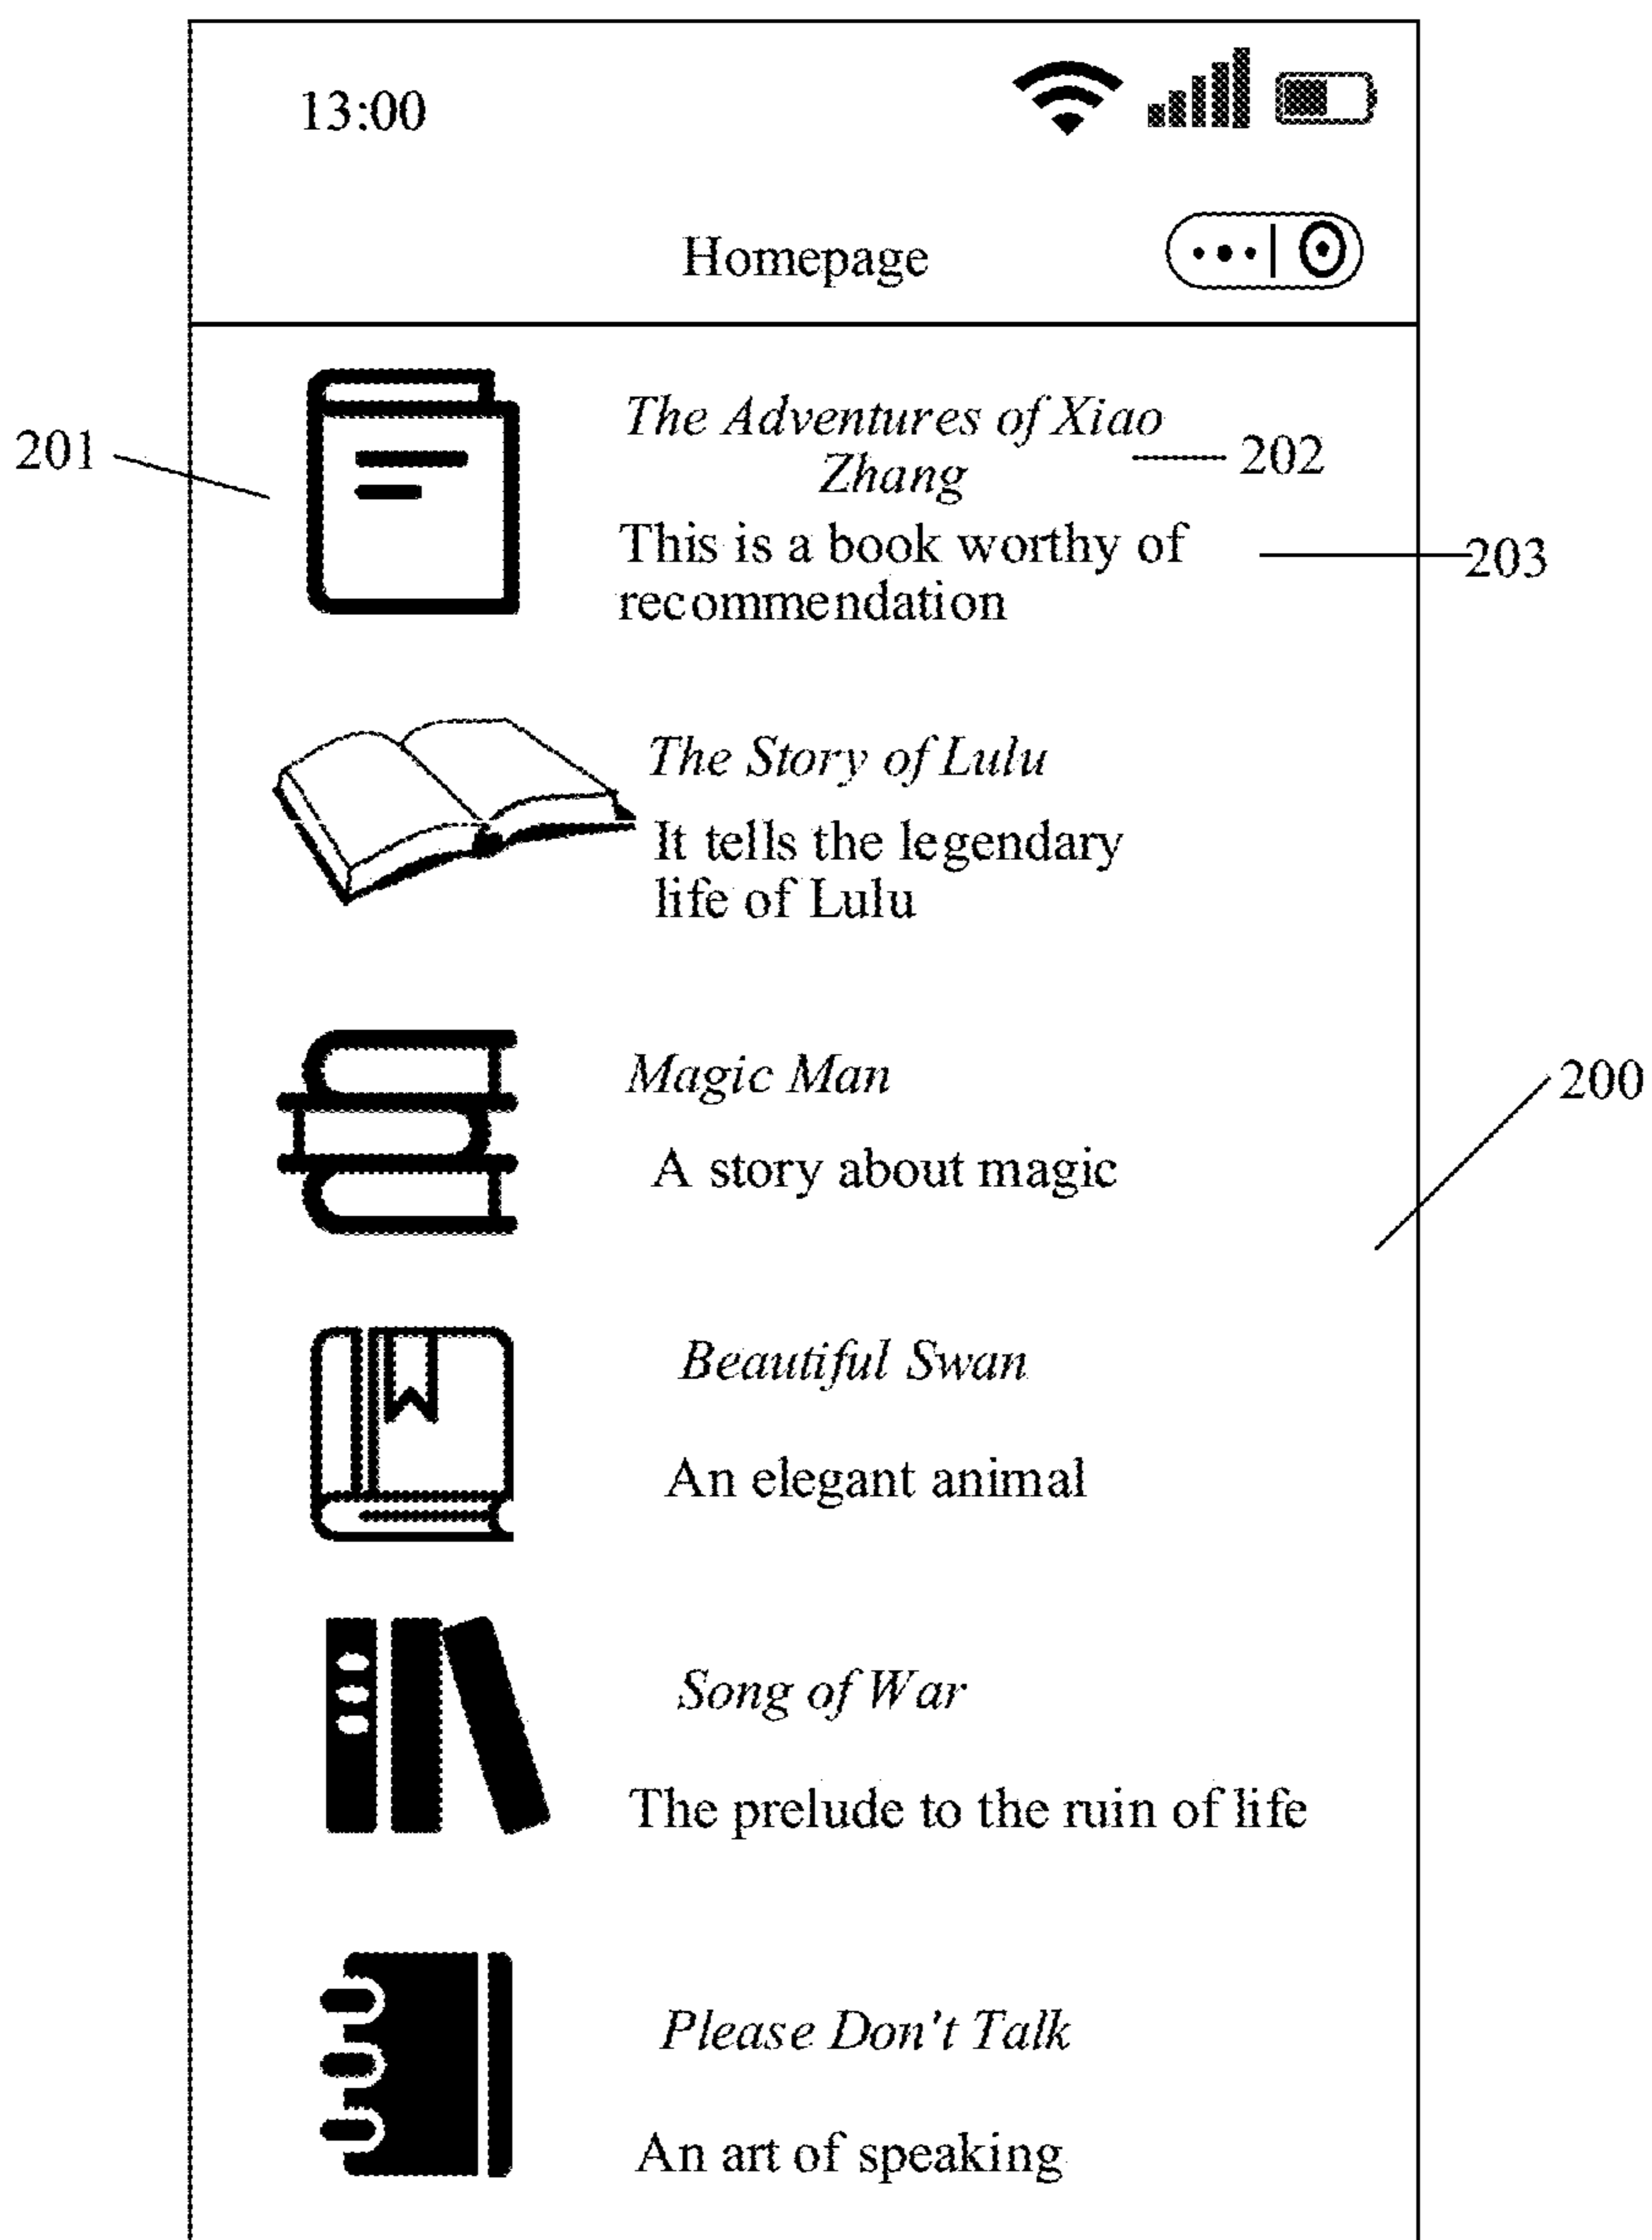 13:00
Homepage
201
The Adventures of Xiao
Zhang
202
This is a book worthy of
recommendation
203
The Story of Lulu
It tells the legendary
life of Lulu
Magic Man
200
A story about magic
Beautiful Swan
An elegant animal
Song of War
The prelude to the ruin of life
Please Don't Talk
An art of speaking